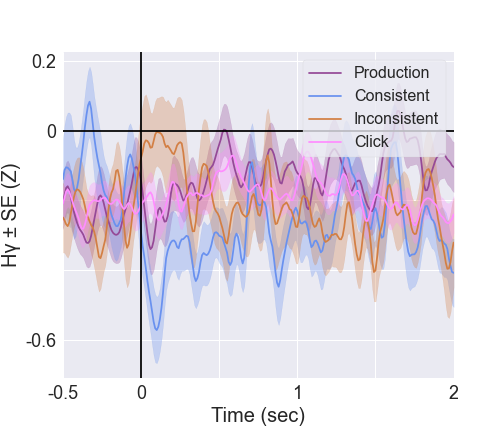 0.2
0
-0.6
Hγ ± SE (Z)
Production
Consistent
Inconsistent
Click
-0.5
0
1
2
Time (sec)